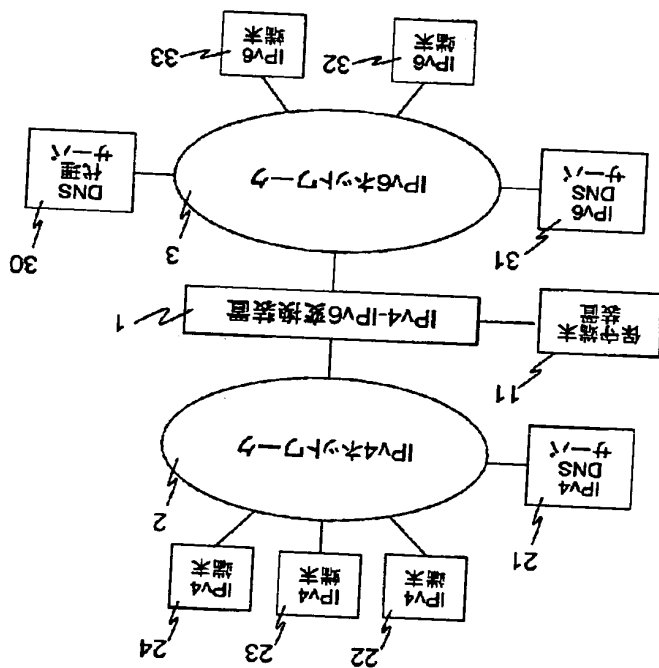 22
23
24
IPv4
端末
IPv4
端末
IPv4
端末
21
2
IPv4
DNS
サーバ
IPv4ネットワーク
11
保守端末
装置
IPv4-IPv6変換装置
1
31
3
30
IPv6
DNS
サーバ
IPv6ネットワーク
DNS
代理
サーバ
IPv6
端末
32
IPv6
端末
33